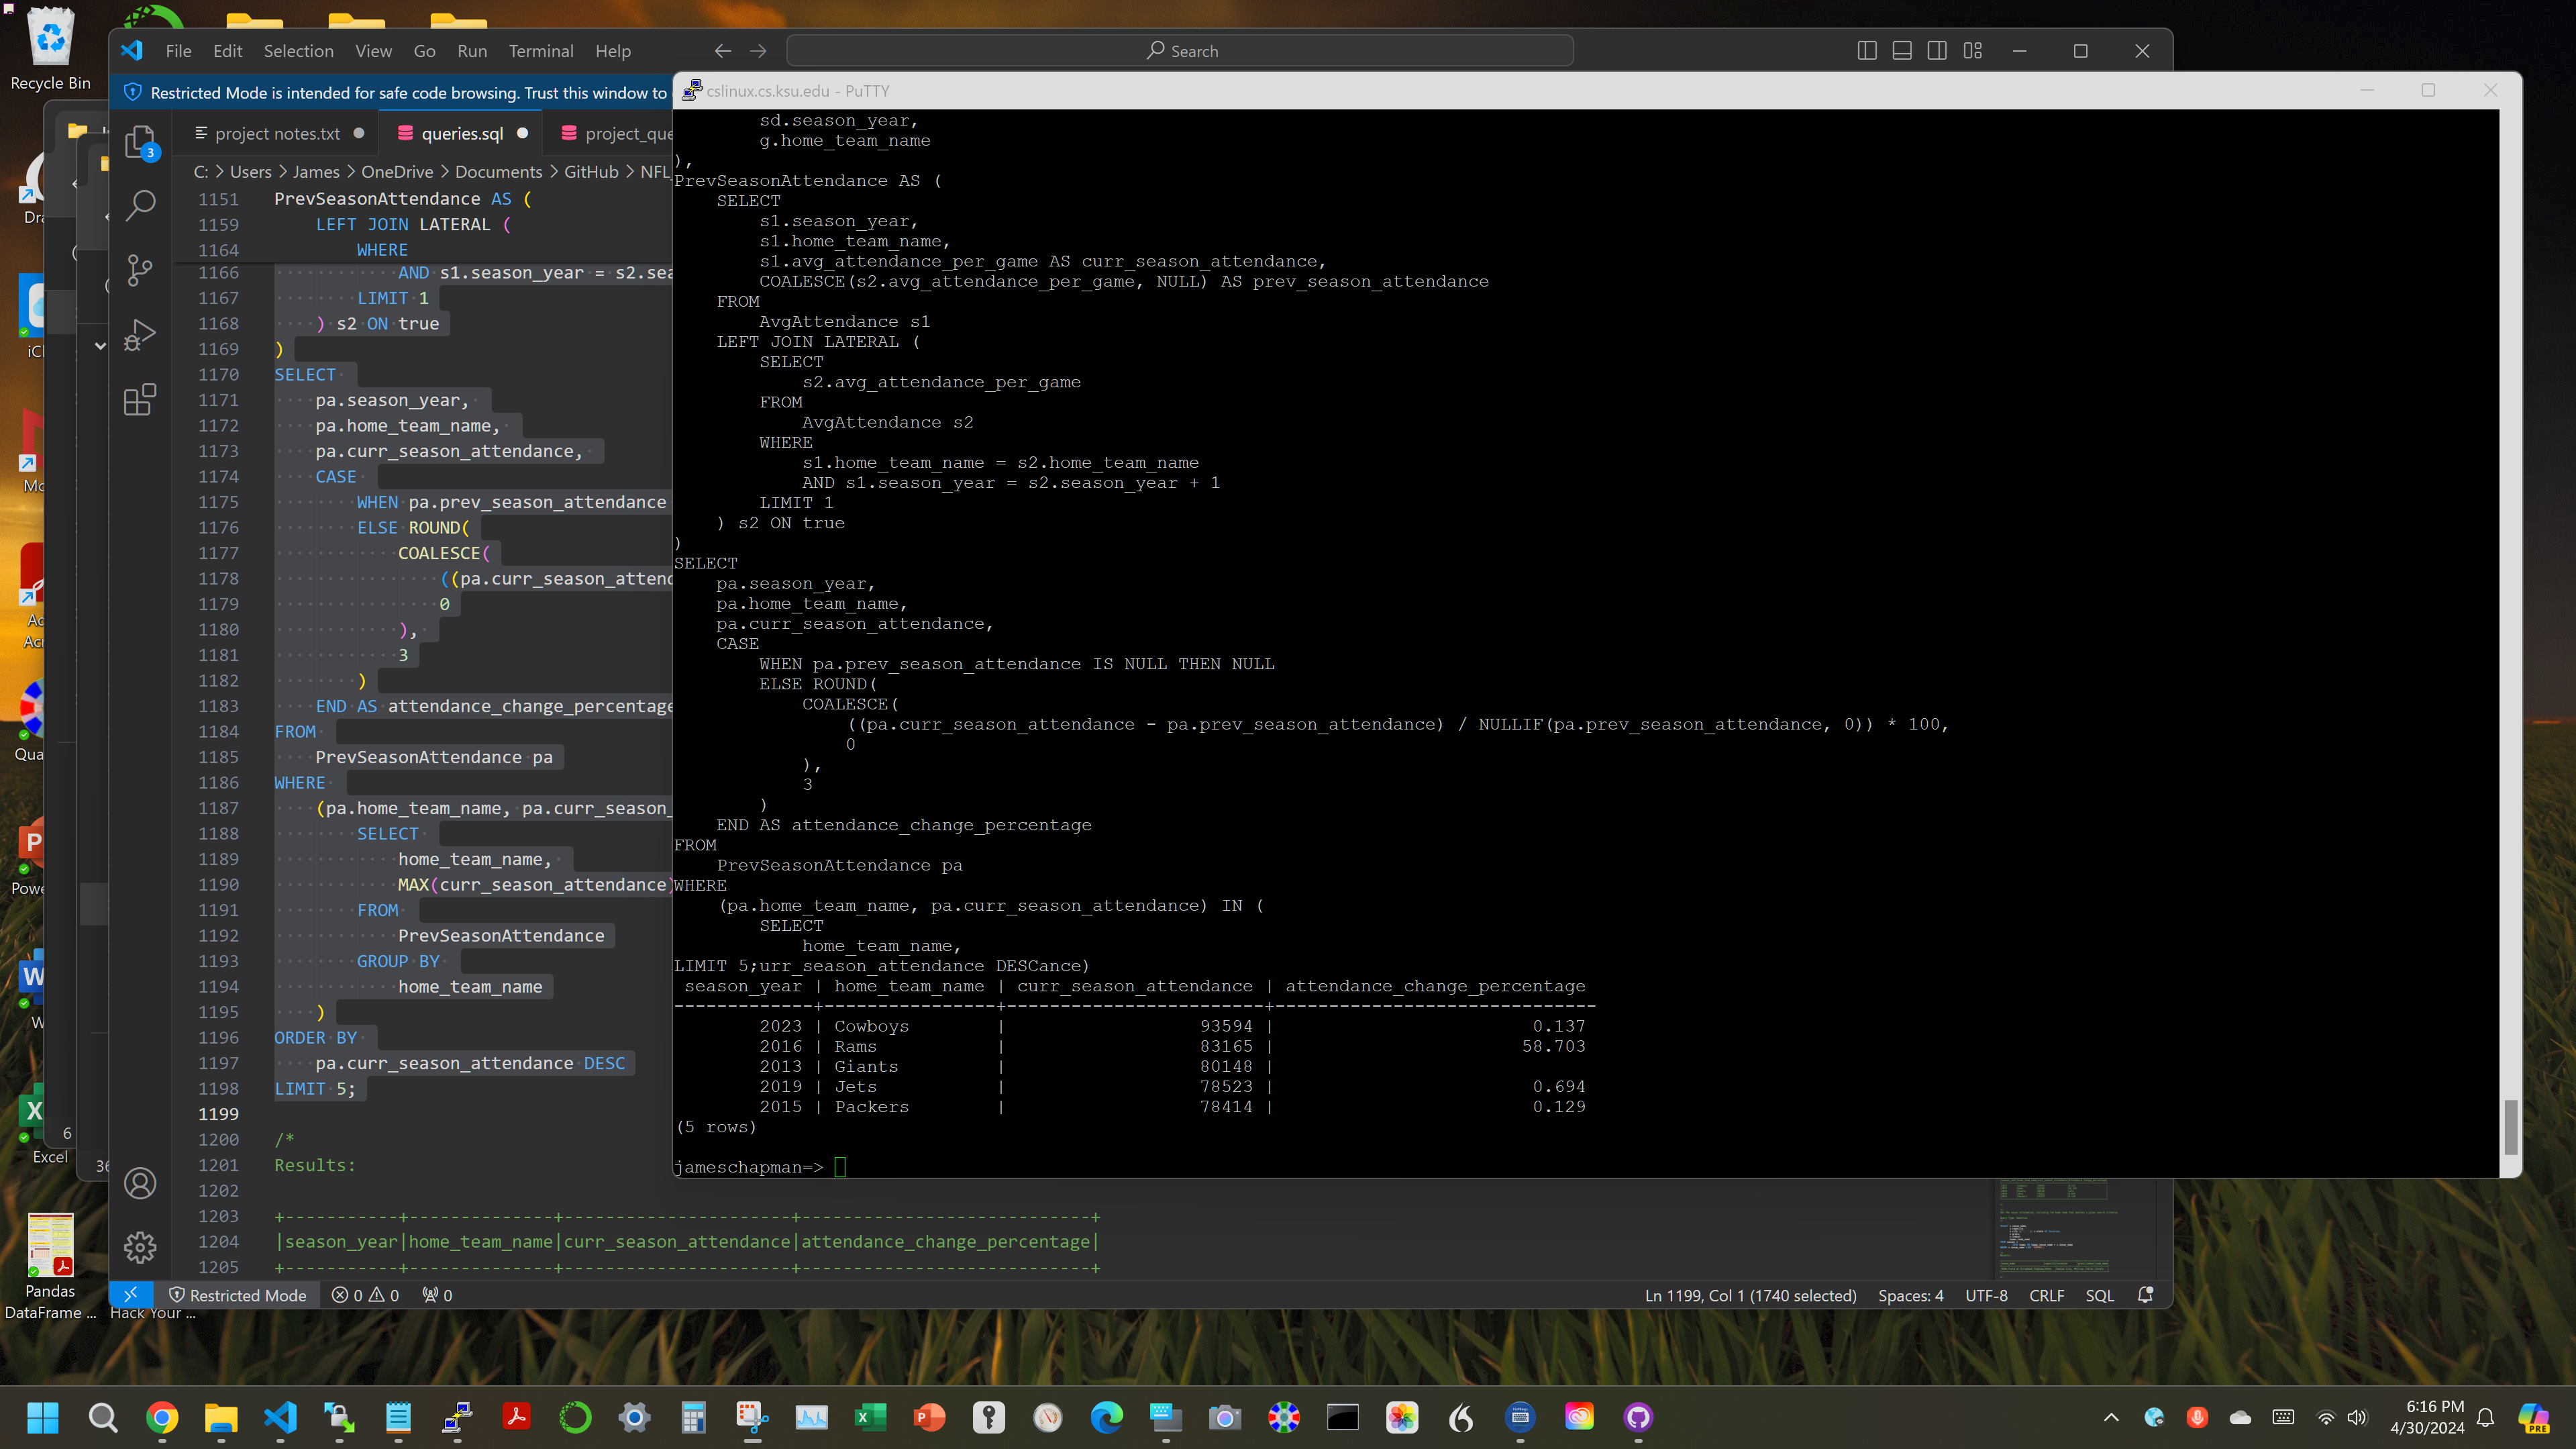 Recycle Bin
File Edit Selection View Go Run Terminal Help
Search
Restricted Mode is intended for safe code browsing. Trust this window to
project notes.txt
queries.sql
project_que
C: > Users > James > OneDrive > Documents > GitHub > NFL_
1151 PrevSeasonAttendance AS (
1159 LEFT JOIN LATERAL (
1164 WHERE
1166 AND s1.season_year = s2.sea
1167 LIMIT 1
1168 ) s2 ON true
1169 )
1170 SELECT
1171 pa.season_year,
1172 pa.home_team_name,
1173 pa.curr_season_attendance,
1174 CASE
1175 WHEN pa.prev_season_attendance
1176 ELSE ROUND(
1177 COALESCE(
1178 ((pa.curr_season_attend
1179 0
1180 ),
1181 3
1182 )
1183 END AS attendance_change_percentage
1184 FROM
1185 PrevSeasonAttendance pa
1186 WHERE
1187 (pa.home_team_name, pa.curr_season_
1188 SELECT
1189 home_team_name,
1190 MAX(curr_season_attendance)
1191 FROM
1192 PrevSeasonAttendance
1193 GROUP BY
1194 home_team_name
1195 )
1196 ORDER BY
1197 pa.curr_season_attendance DESC
1198 LIMIT 5;
1199
1200 /*
1201 Results:
1202
1203 +-----------+--------------+----------------------+----------------------------+
1204 |season_year|home_team_name|curr_season_attendance|attendance_change_percentage|
1205 +-----------+--------------+----------------------+----------------------------+
cslinux.cs.ksu.edu - PuTTY
sd.season_year,
g.home_team_name
),
PrevSeasonAttendance AS (
SELECT
s1.season_year,
s1.home_team_name,
s1.avg_attendance_per_game AS curr_season_attendance,
COALESCE(s2.avg_attendance_per_game, NULL) AS prev_season_attendance
FROM
AvgAttendance s1
LEFT JOIN LATERAL (
SELECT
s2.avg_attendance_per_game
FROM
AvgAttendance s2
WHERE
s1.home_team_name = s2.home_team_name
AND s1.season_year = s2.season_year + 1
LIMIT 1
) s2 ON true
)
SELECT
pa.season_year,
pa.home_team_name,
pa.curr_season_attendance,
CASE
WHEN pa.prev_season_attendance IS NULL THEN NULL
ELSE ROUND(
COALESCE(
((pa.curr_season_attendance - pa.prev_season_attendance) / NULLIF(pa.prev_season_attendance, 0)) * 100,
0
),
3
)
END AS attendance_change_percentage
FROM
PrevSeasonAttendance pa
WHERE
(pa.home_team_name, pa.curr_season_attendance) IN (
SELECT
home_team_name,
LIMIT 5;urr_season_attendance DESCance)
season_year | home_team_name | curr_season_attendance | attendance_change_percentage
-------------+----------------+------------------------+------------------------------
2023 | Cowboys | 93594 | 0.137
2016 | Rams | 83165 | 58.703
2013 | Giants | 80148 |
2019 | Jets | 78523 | 0.694
2015 | Packers | 78414 | 0.129
(5 rows)
jameschapman=>
3
Dra
iCl
Mo
Ac
Acr
Qua
P
Powe
W
W
X
Excel
6
36
Pandas
DataFrame ...
Hack Your ...
Restricted Mode 0 0 0
Ln 1199, Col 1 (1740 selected) Spaces: 4 UTF-8 CRLF SQL
6:16 PM
4/30/2024
PRE